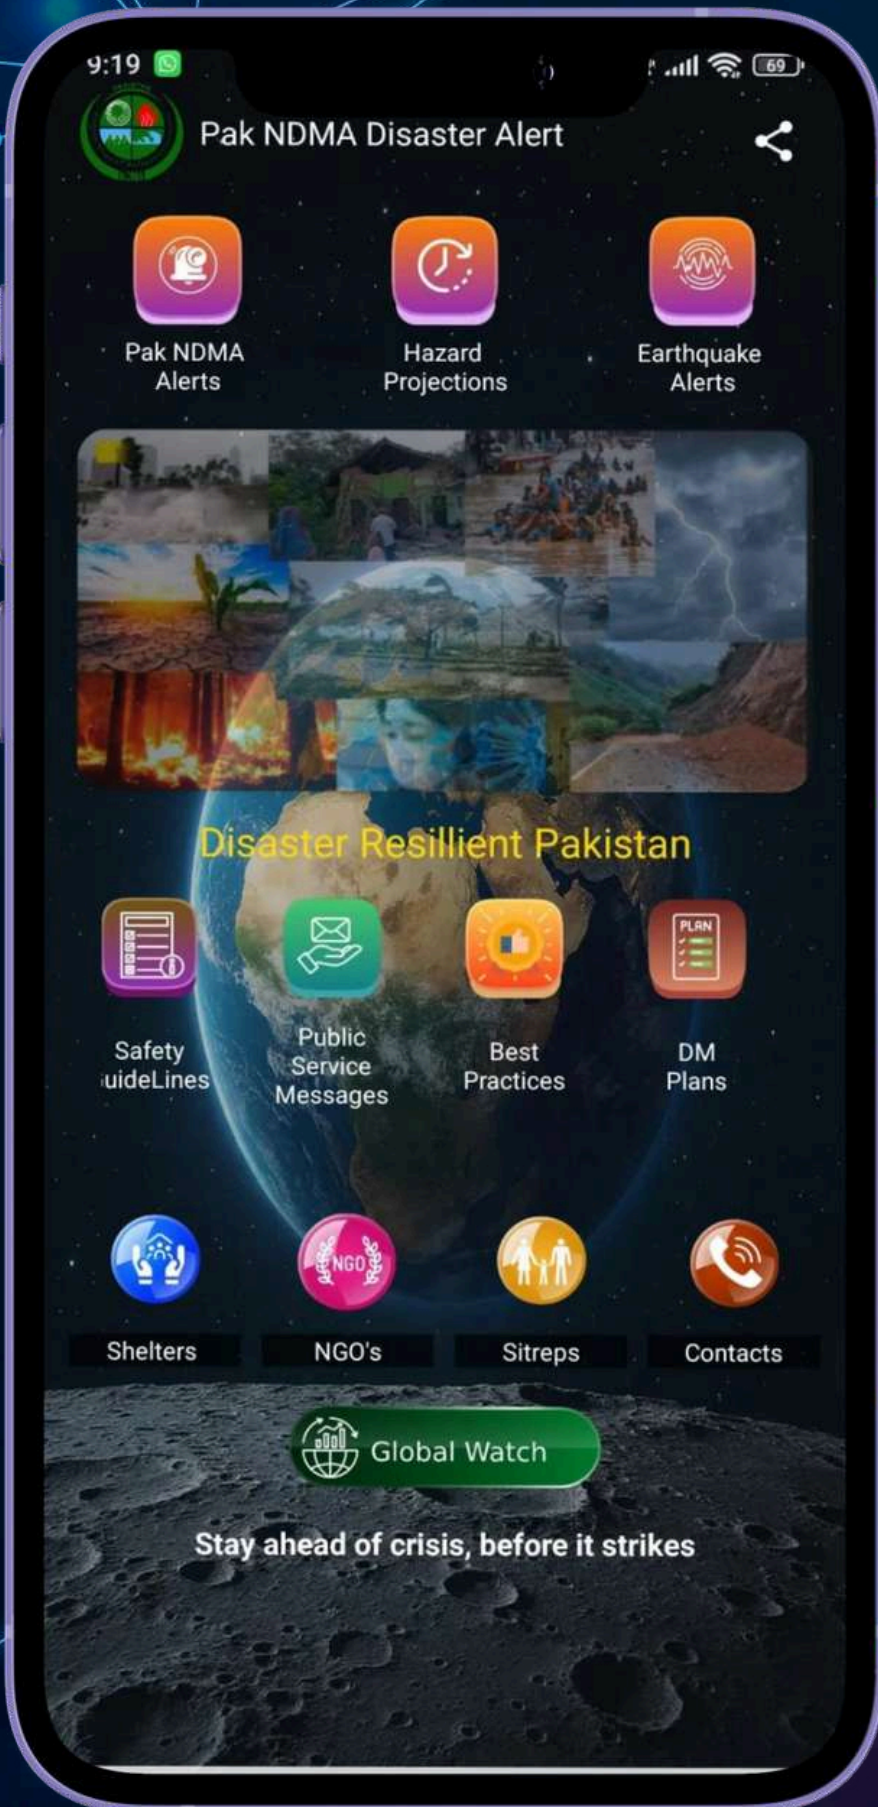 9:19
69
Pak NDMA Disaster Alert
Pak NDMA
Alerts
Hazard
Projections
Earthquake
Alerts
Disaster Resillient Pakistan
PLAN
Safety
uideLines
Public
Service
Messages
Best
Practices
DM
Plans
NGO
Shelters
NGO's
Sitreps
Contacts
Global Watch
Stay ahead of crisis, before it strikes